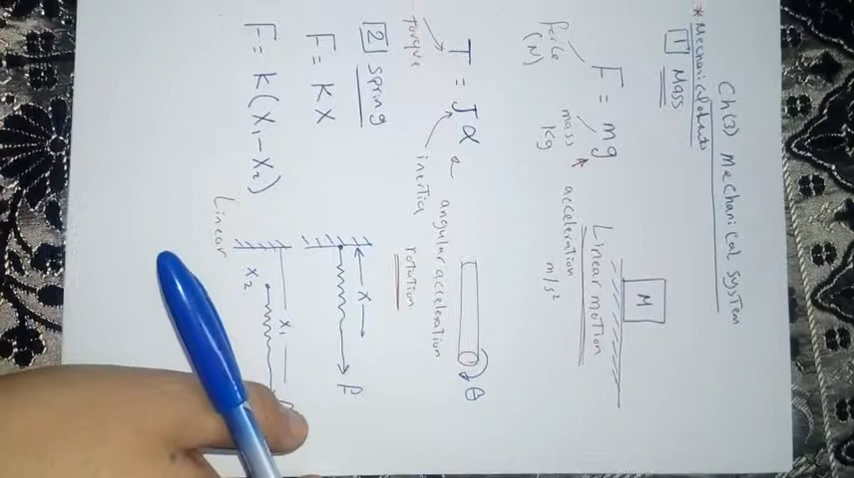 Ch(3) Mechanical system
* Mechanical
1 Mass
M
F = mg
force
(N)
mass
kg
acceleration
m/s²
Linear motion
T = Jα
torque
inertia
angular acceleration
rotation
θ
2 Spring
F = KX
X
F
F = K(X₁ - X₂)
X₁
X₂
Linear